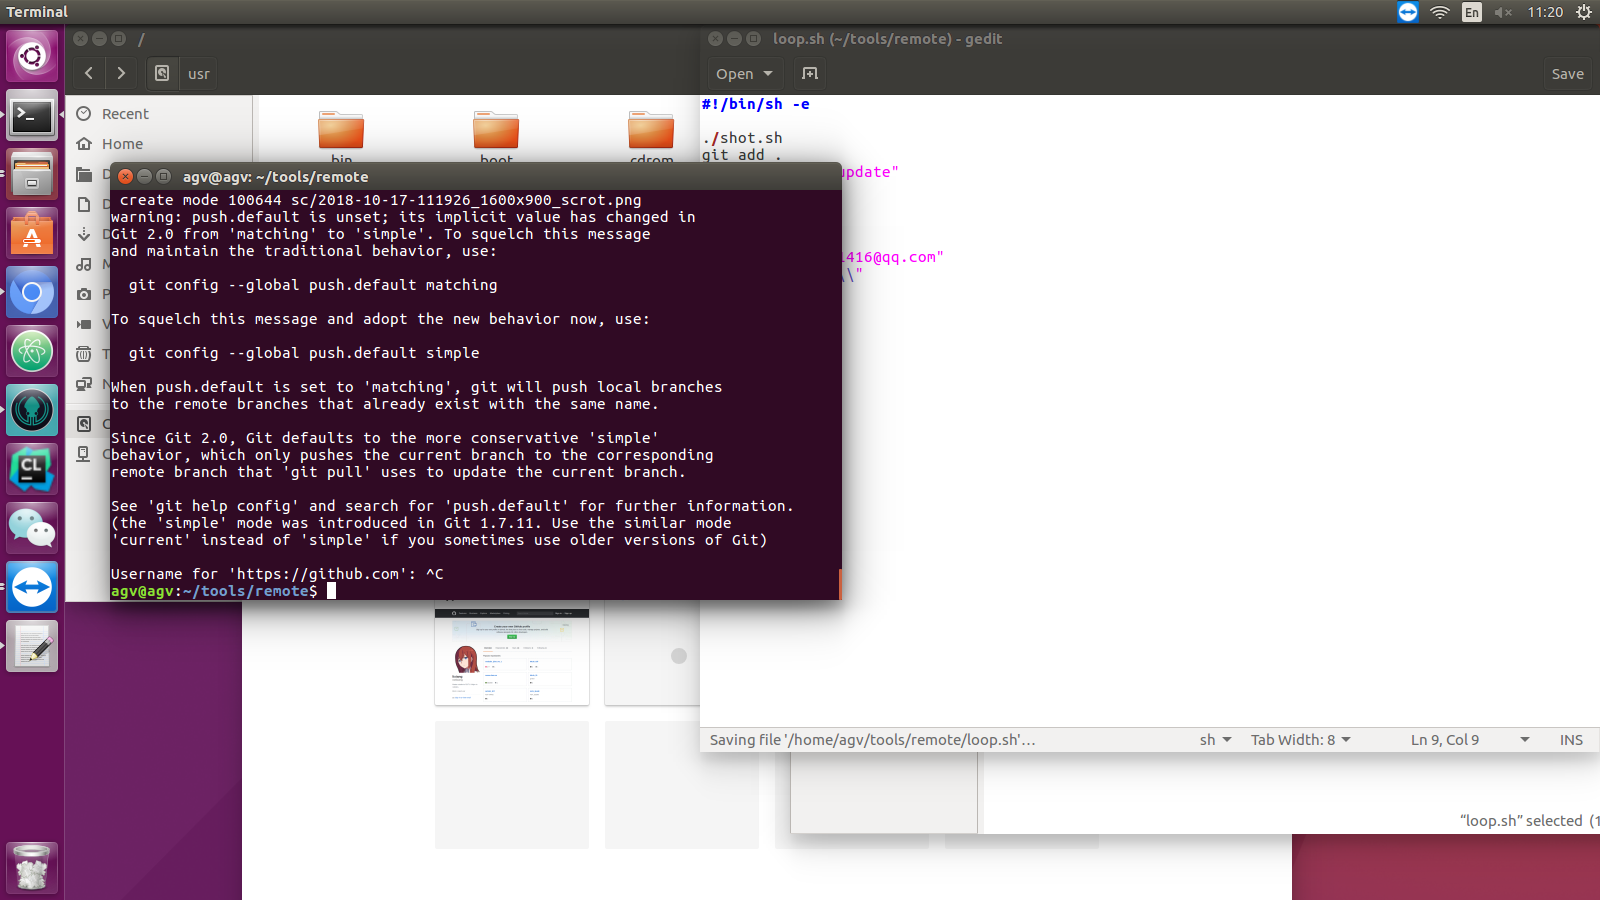 Terminal
En
11:20
/
loop.sh (~/tools/remote) - gedit
usr
Open
Save
Recent
Home
bin
boot
cdrom
#!/bin/sh -e
./shot.sh
git add .
update"
1416@qq.com"
\\"
agv@agv: ~/tools/remote
create mode 100644 sc/2018-10-17-111926_1600x900_scrot.png
warning: push.default is unset; its implicit value has changed in
Git 2.0 from 'matching' to 'simple'. To squelch this message
and maintain the traditional behavior, use:
git config --global push.default matching
To squelch this message and adopt the new behavior now, use:
git config --global push.default simple
When push.default is set to 'matching', git will push local branches
to the remote branches that already exist with the same name.
Since Git 2.0, Git defaults to the more conservative 'simple'
behavior, which only pushes the current branch to the corresponding
remote branch that 'git pull' uses to update the current branch.
See 'git help config' and search for 'push.default' for further information.
(the 'simple' mode was introduced in Git 1.7.11. Use the similar mode
'current' instead of 'simple' if you sometimes use older versions of Git)
Username for 'https://github.com': ^C
agv@agv:~/tools/remote$
CL
Saving file '/home/agv/tools/remote/loop.sh'…
sh
Tab Width: 8
Ln 9, Col 9
INS
“loop.sh” selected (1